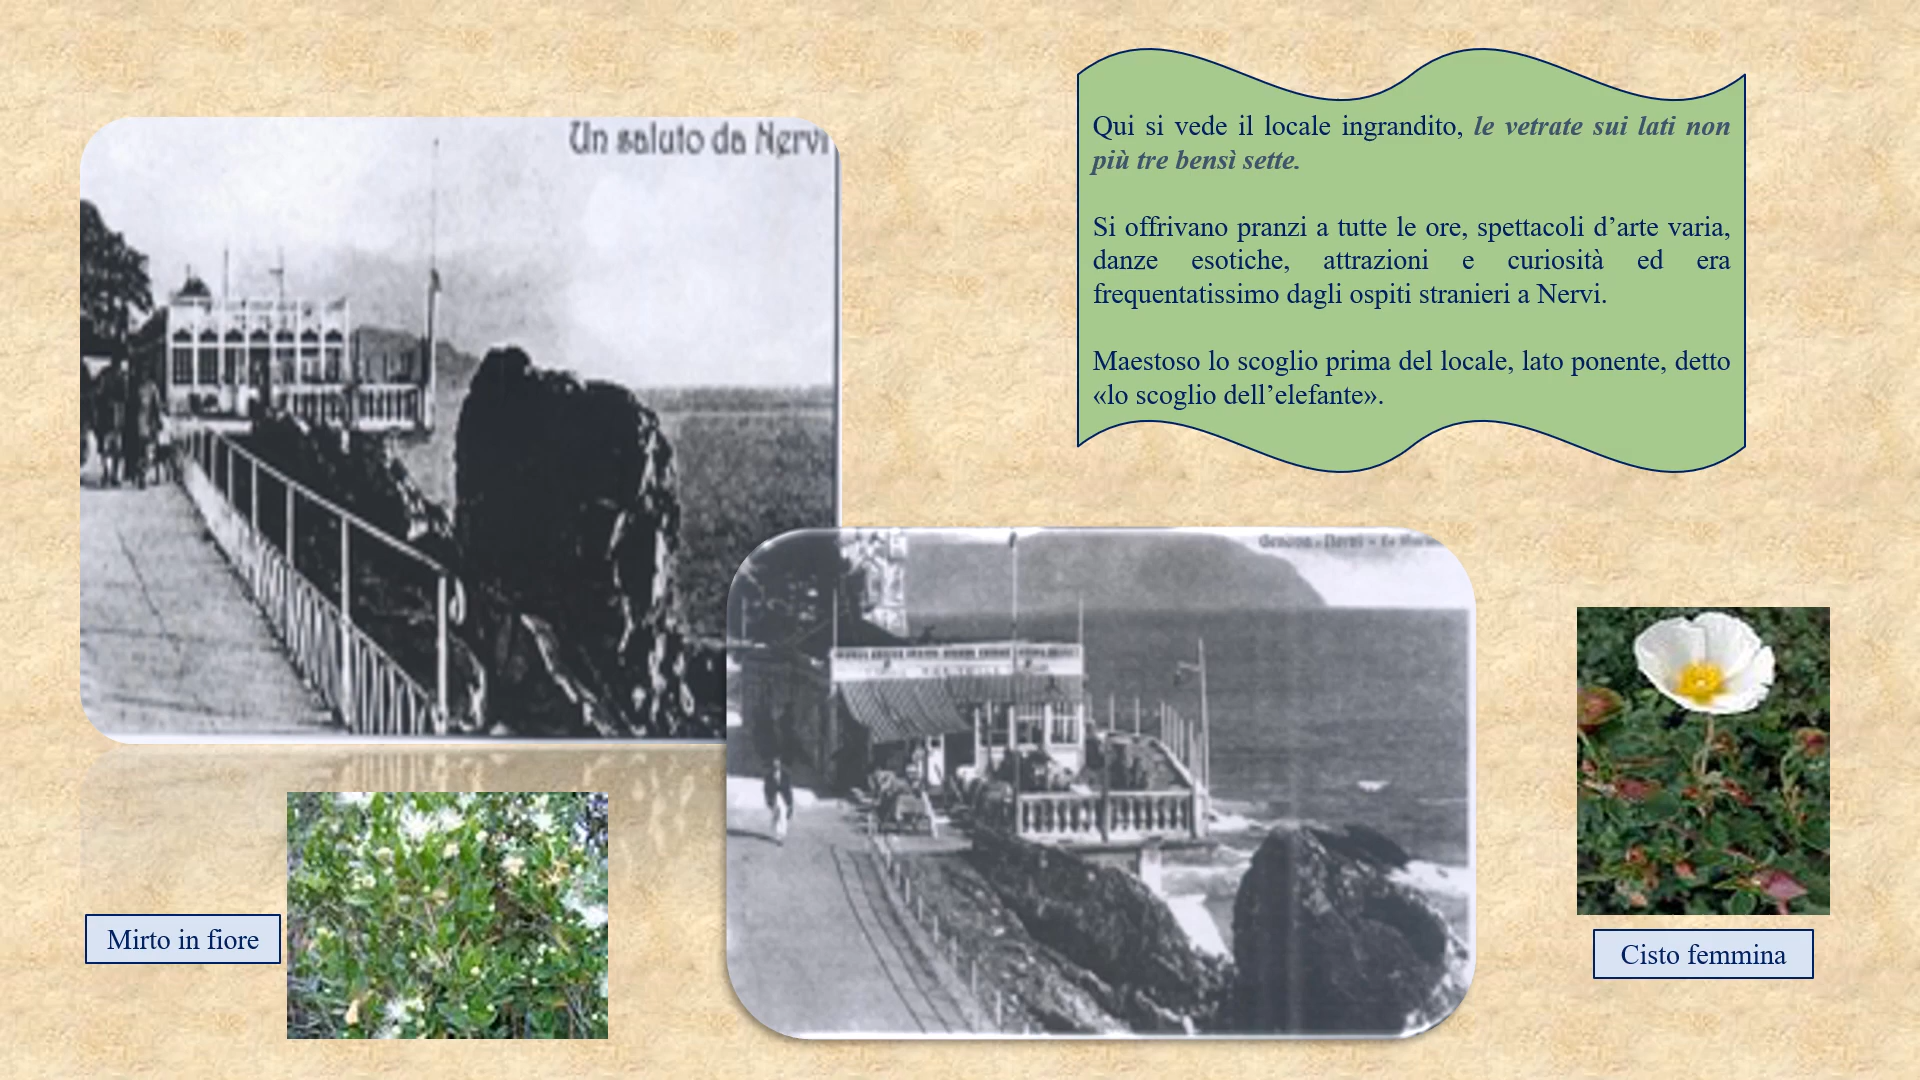 Un saluto da Nervi
Qui si vede il locale ingrandito, le vetrate sui lati non
più tre bensì sette.
Si offrivano pranzi a tutte le ore, spettacoli d’arte varia,
danze esotiche, attrazioni e curiosità ed era
frequentatissimo dagli ospiti stranieri a Nervi.
Maestoso lo scoglio prima del locale, lato ponente, detto
«lo scoglio dell’elefante».
Genova - Nervi -
Mirto in fiore
Cisto femmina